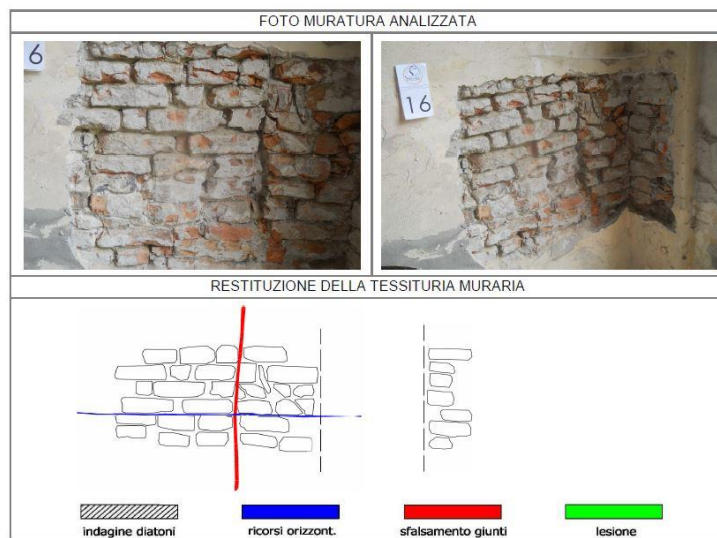 FOTO MURATURA ANALIZZATA
6
16
RESTITUZIONE DELLA TESSITURIA MURARIA
indagine diatoni
ricorsi orizzont.
sfalsamento giunti
lesione